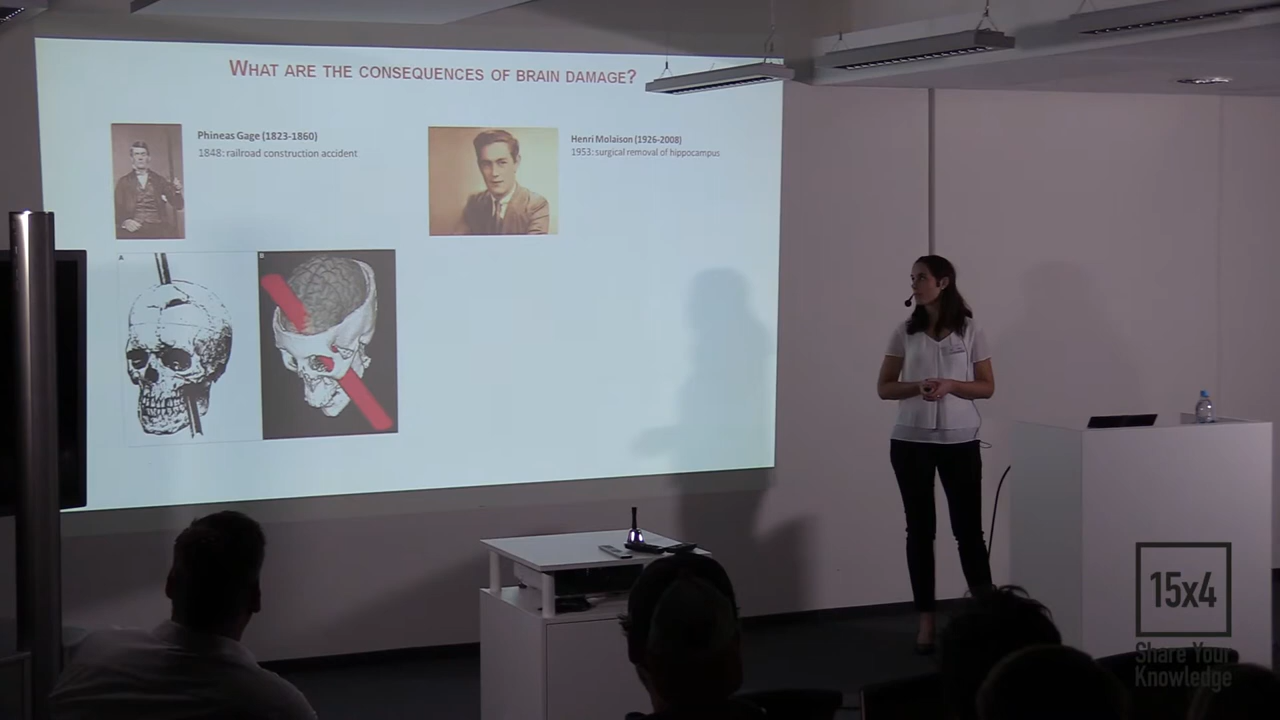 WHAT ARE THE CONSEQUENCES OF BRAIN DAMAGE?
Phineas Gage (1823-1860)
1848: railroad construction accident
Henri Molaison (1926-2008)
1953: surgical removal of hippocampus
A
B
15x4
Share Your
Knowledge